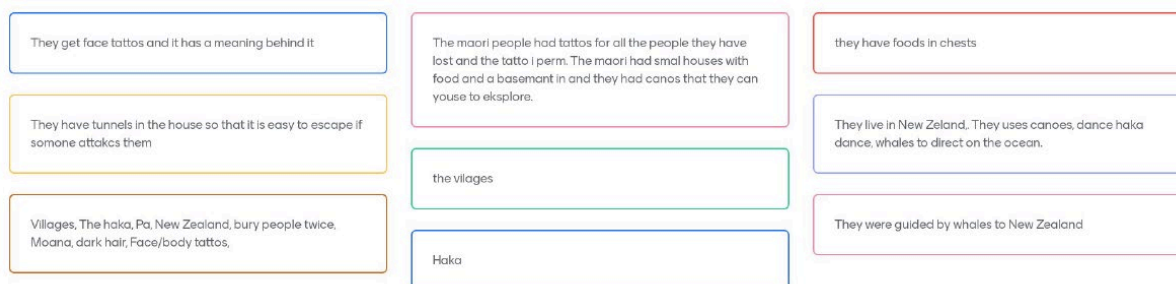 They get face tattos and it has a meaning behind it
They have tunnels in the house so that it is easy to escape if
somone attakcs them
Villages, The haka, Pa, New Zealand, bury people twice,
Moana, dark hair, Face/body tattos,
The maori people had tattos for all the people they have
lost and the tatto i perm. The maori had smal houses with
food and a basemant in and they had canos that they can
youse to eksplore.
the vilages
Haka
they have foods in chests
They live in New Zeland,. They uses canoes, dance haka
dance, whales to direct on the ocean.
They were guided by whales to New Zealand